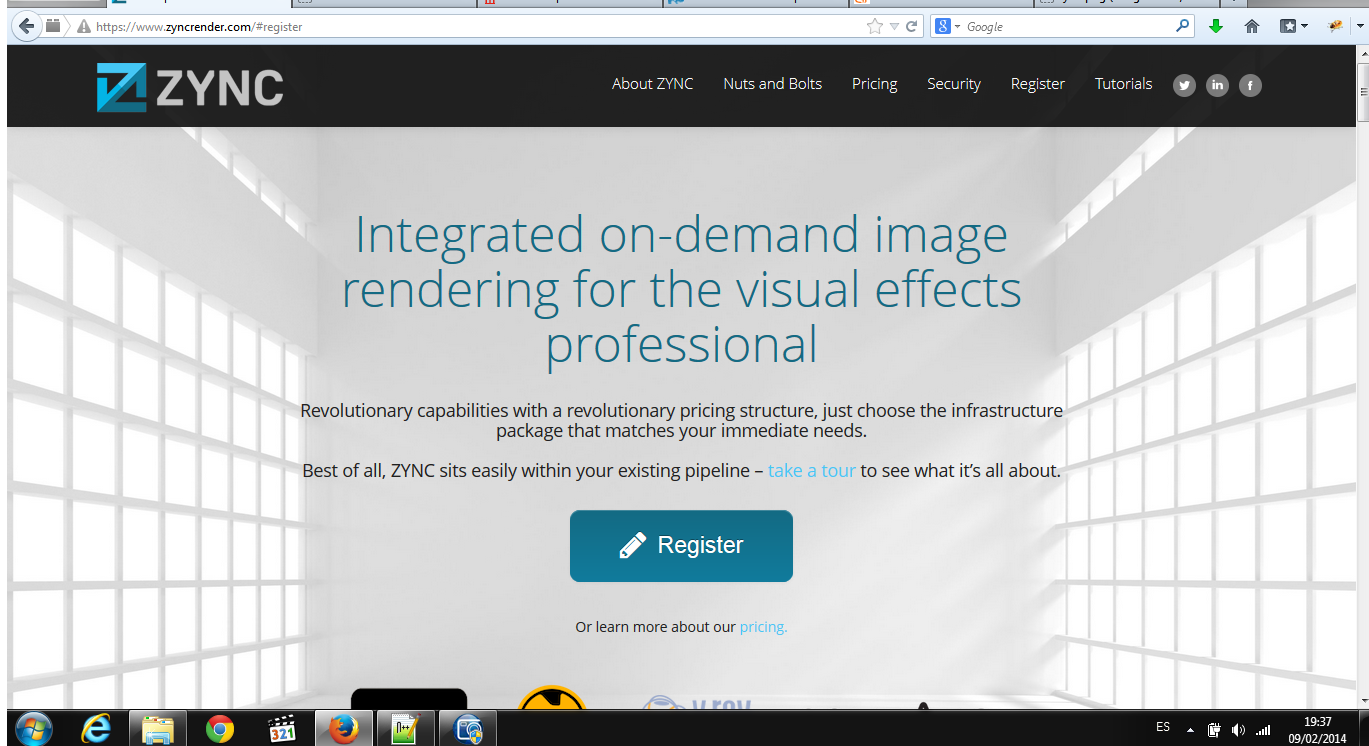 https://www.zyncrender.com/#register
Google
ZYNC
About ZYNC
Nuts and Bolts
Pricing
Security
Register
Tutorials
Integrated on-demand image
rendering for the visual effects
professional
Revolutionary capabilities with a revolutionary pricing structure, just choose the infrastructure
package that matches your immediate needs.
Best of all, ZYNC sits easily within your existing pipeline – take a tour to see what it's all about.
Register
Or learn more about our pricing.
321
n++
ES
19:37
09/02/2014